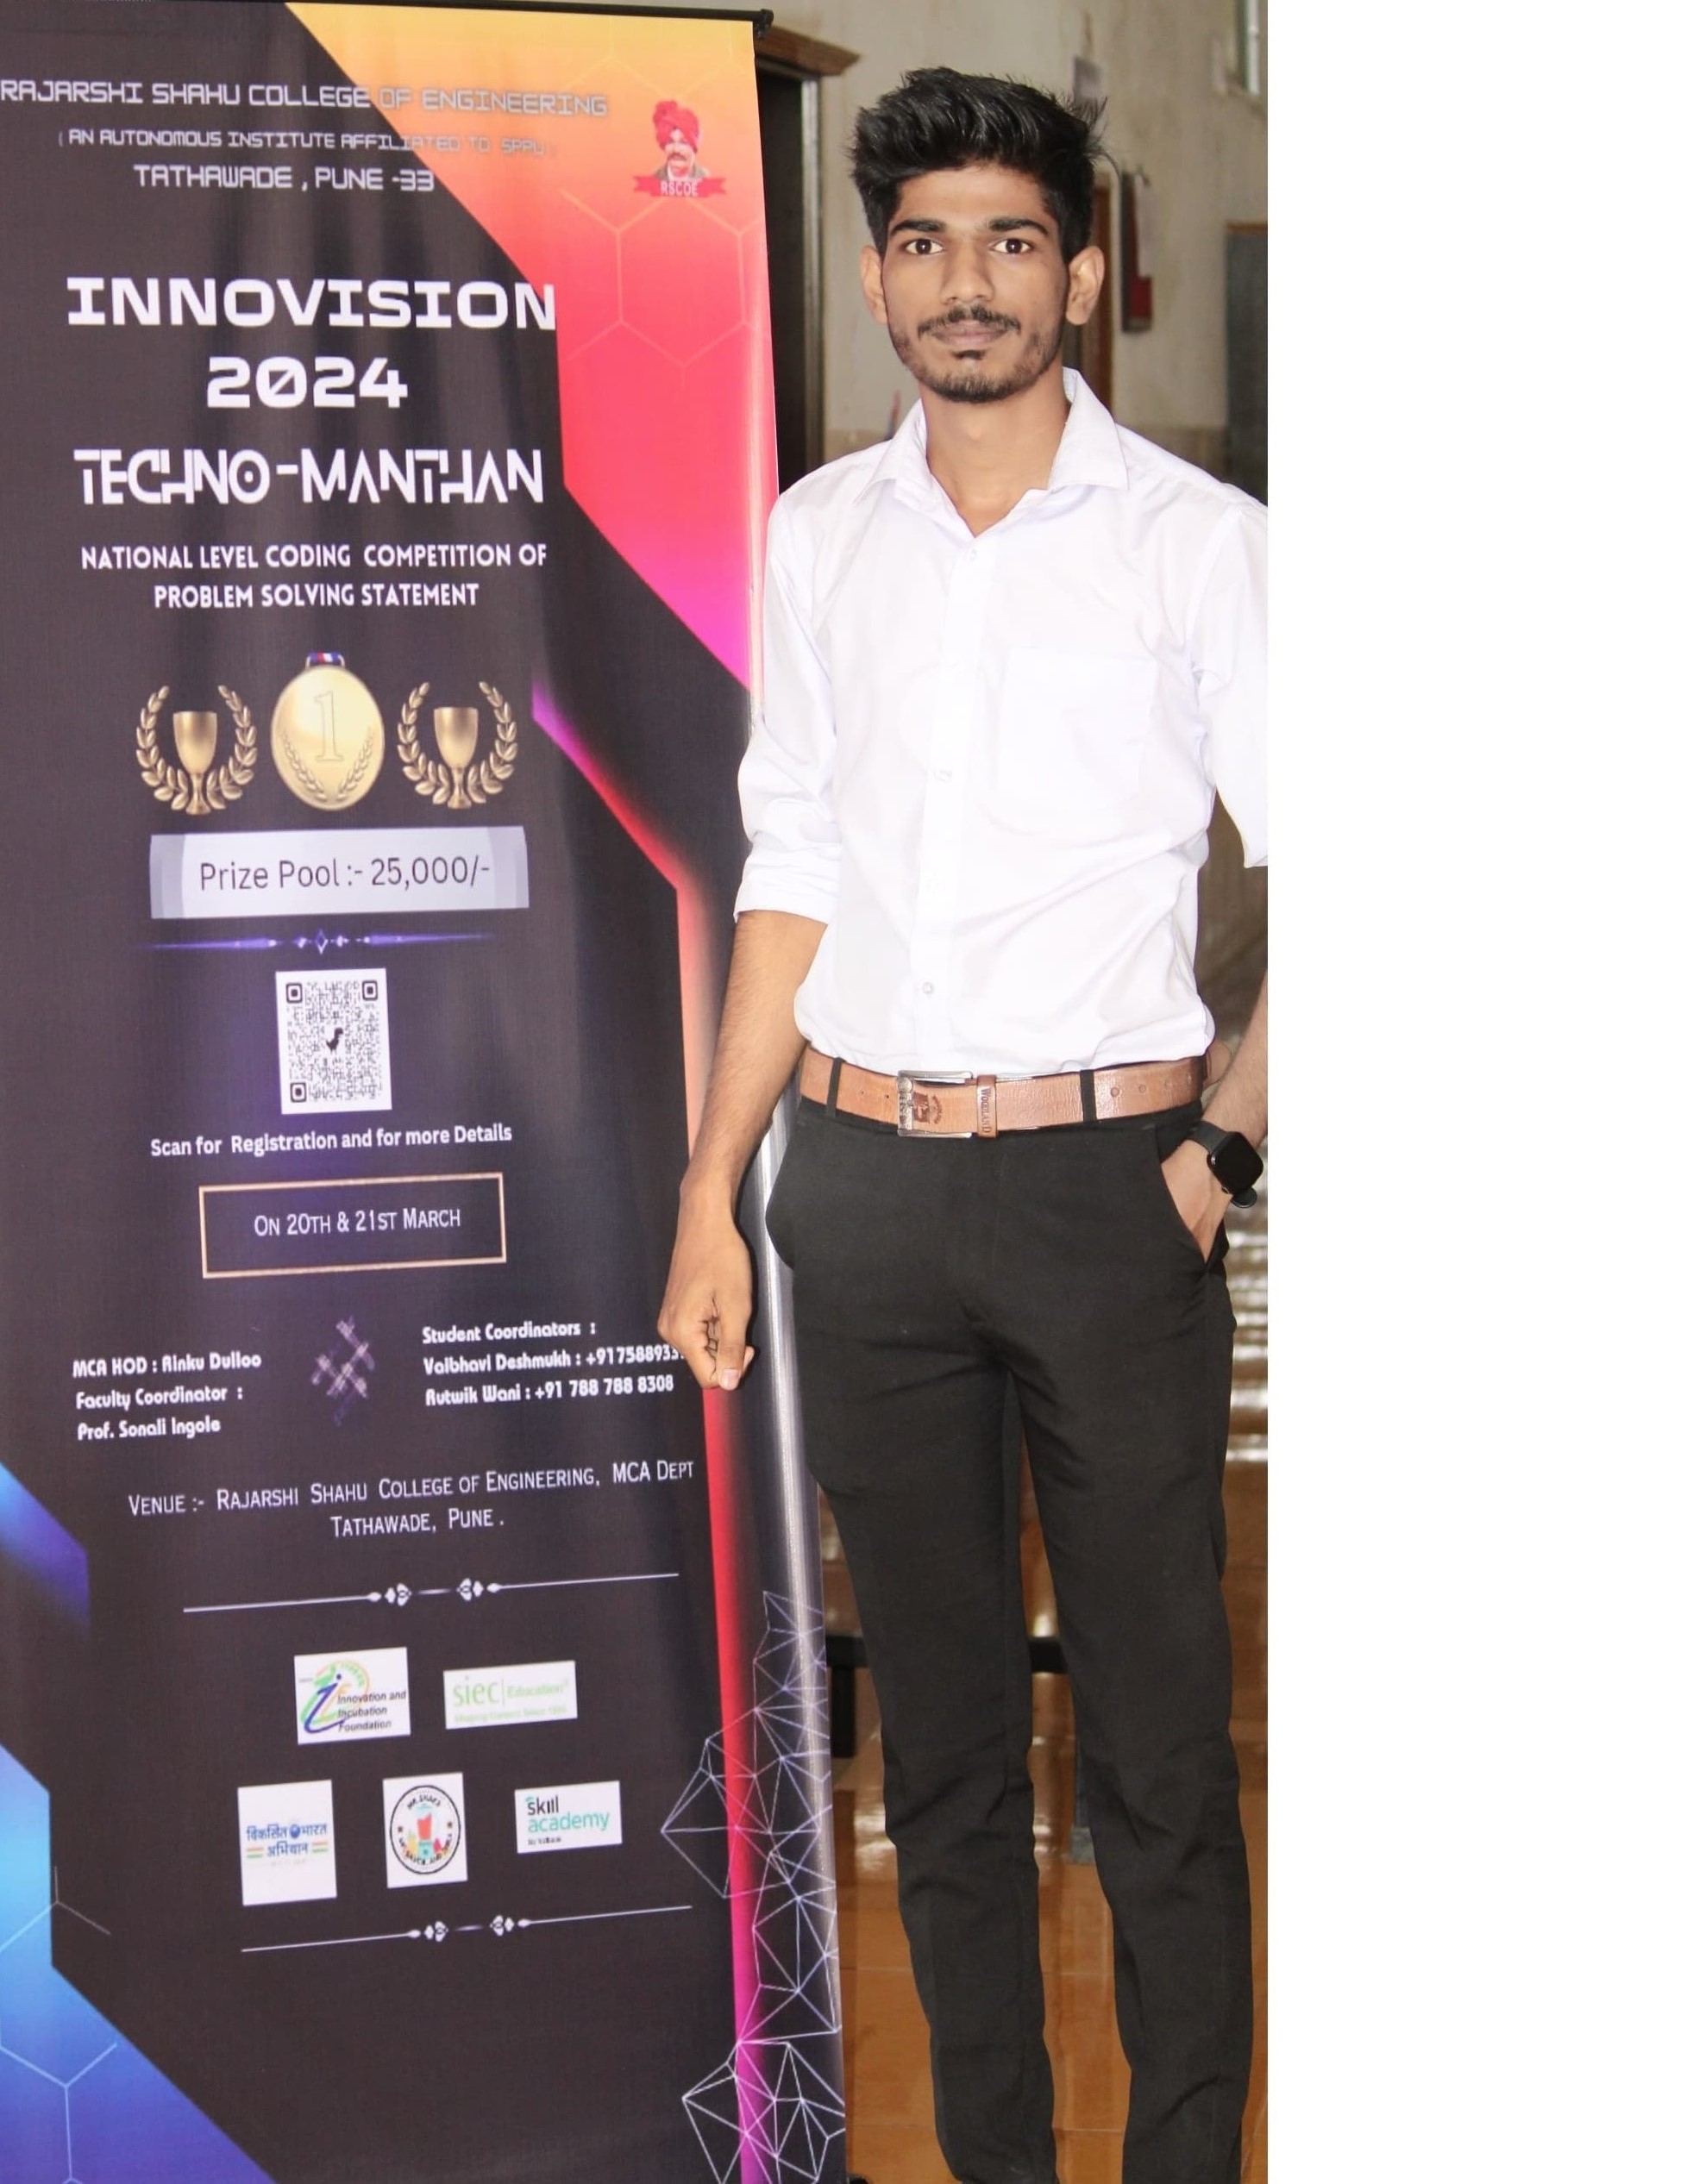 RAJARSHI SHAHU COLLEGE OF ENGINEERING
( AN AUTONOMOUS INSTITUTE AFFILIATED TO SPPU )
TATHAWADE , PUNE -33
RSCOE
INNOVISION
2024
TECHNO-MANTHAN
NATIONAL LEVEL CODING COMPETITION OF
PROBLEM SOLVING STATEMENT
1
Prize Pool :- 25,000/-
Scan for Registration and for more Details
ON 20TH & 21ST MARCH
MCA HOD : Rinku Dulloo
Faculty Coordinator :
Prof. Sonali Ingole
Student Coordinators :
Vaibhavi Deshmukh : +917588933
Rutwik Wani : +91 788 788 8308
VENUE :- RAJARSHI SHAHU COLLEGE OF ENGINEERING, MCA DEPT
TATHAWADE, PUNE .
Innovation and
Incubation
Foundation
siec Education
विकसित भारत
अभियान
skill
academy
WOODLAND